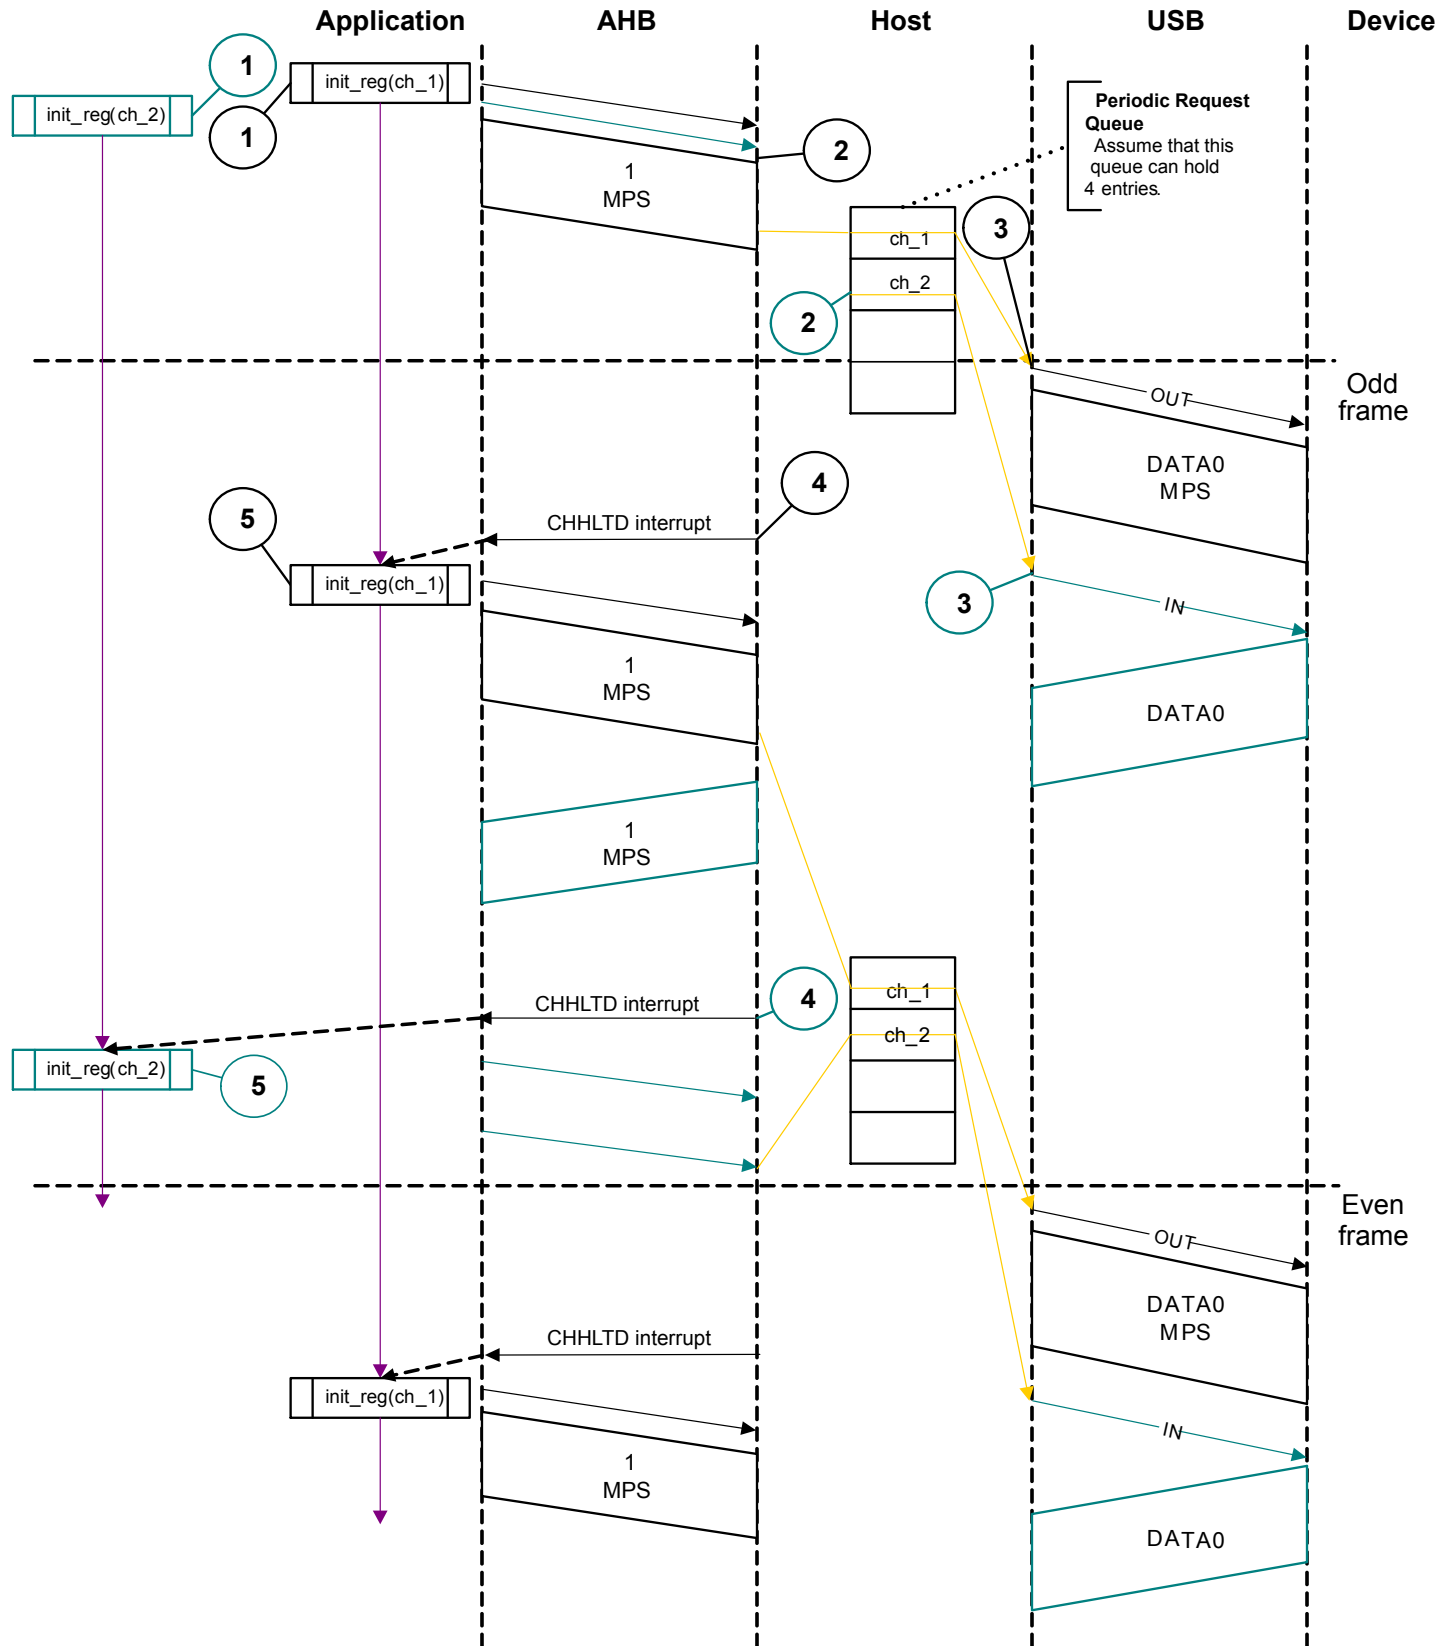 Application AHB Host USB Device
1
init_reg(ch_1)
init_reg(ch_2)
1
Periodic Request
Queue
Assume that this
queue can hold
4 entries.
2
1
MPS
3
ch_1
ch_2
2
Odd
frame
OUT
DATA0
MPS
4
5
CHHLTD interrupt
init_reg(ch_1)
3
IN
1
MPS
DATA0
1
MPS
4
ch_1
CHHLTD interrupt
ch_2
init_reg(ch_2)
5
Even
frame
OUT
DATA0
MPS
CHHLTD interrupt
init_reg(ch_1)
IN
1
MPS
DATA0